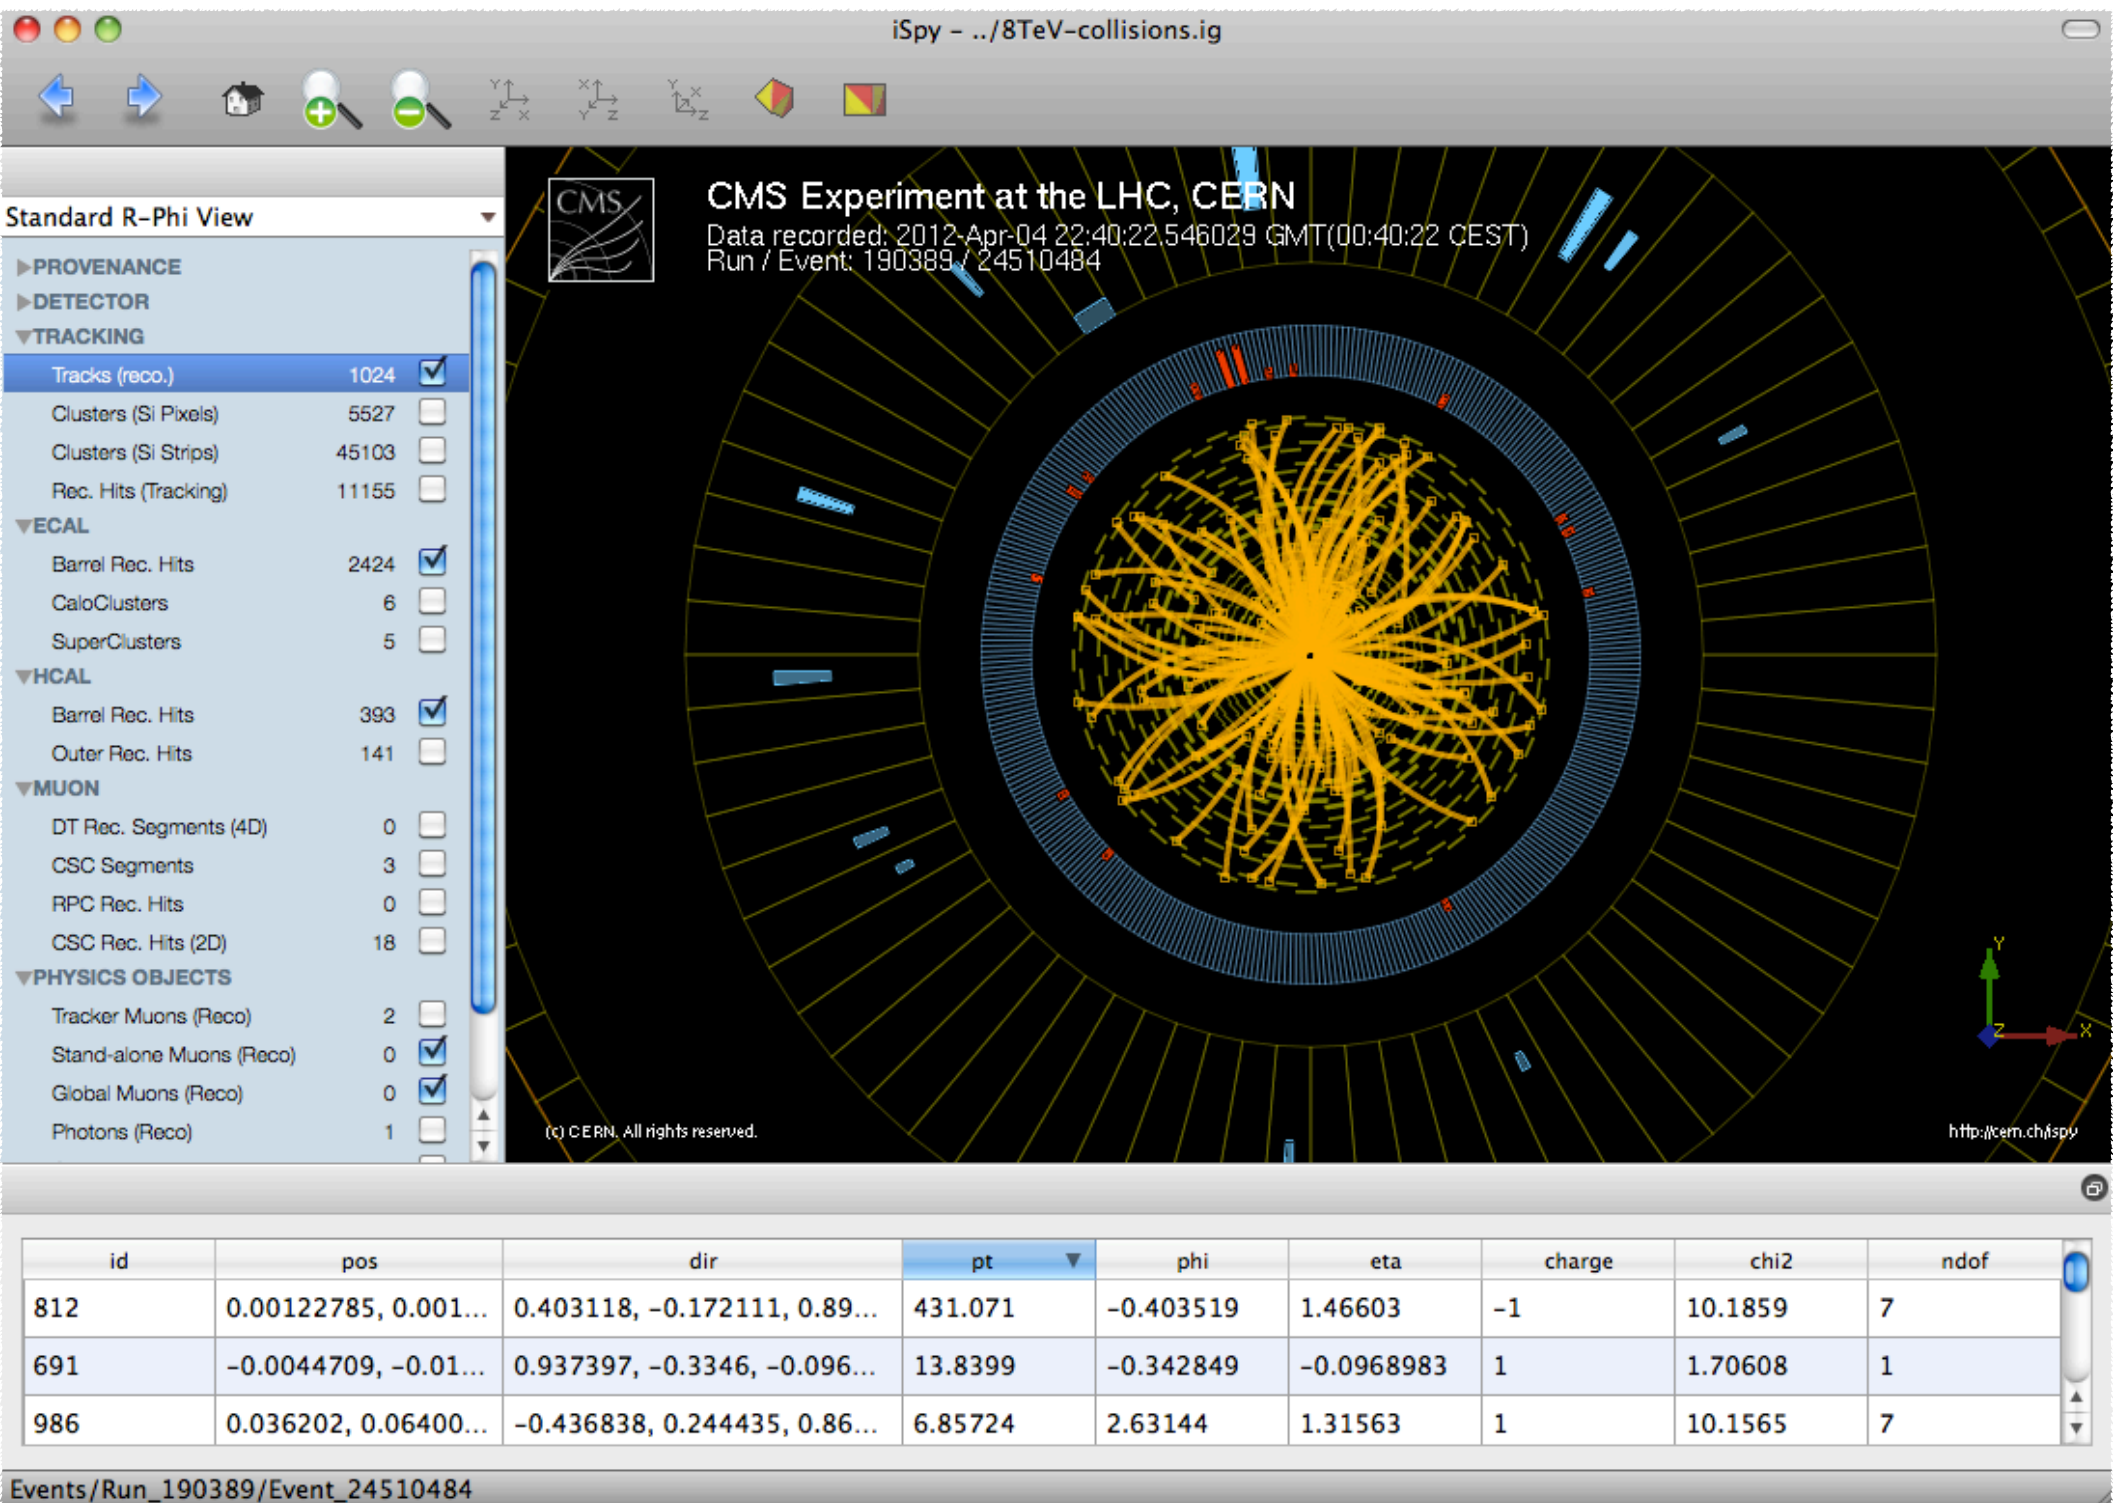 iSpy – ../8TeV-collisions.ig
Y X Z
X Z Y
Y X Z
Standard R-Phi View
PROVENANCE
DETECTOR
TRACKING
Tracks (reco.) 1024
Clusters (Si Pixels) 5527
Clusters (Si Strips) 45103
Rec. Hits (Tracking) 11155
ECAL
Barrel Rec. Hits 2424
CaloClusters 6
SuperClusters 5
HCAL
Barrel Rec. Hits 393
Outer Rec. Hits 141
MUON
DT Rec. Segments (4D) 0
CSC Segments 3
RPC Rec. Hits 0
CSC Rec. Hits (2D) 18
PHYSICS OBJECTS
Tracker Muons (Reco) 2
Stand-alone Muons (Reco) 0
Global Muons (Reco) 0
Photons (Reco) 1
CMS
CMS Experiment at the LHC, CERN
Data recorded: 2012-Apr-04 22:40:22.546029 GMT(00:40:22 CEST)
Run / Event: 190389 / 24510484
Y
Z X
(c) CERN. All rights reserved.
http://cern.ch/ispy
id pos dir pt phi eta charge chi2 ndof
812 0.00122785, 0.001... 0.403118, -0.172111, 0.89... 431.071 -0.403519 1.46603 -1 10.1859 7
691 -0.0044709, -0.01... 0.937397, -0.3346, -0.096... 13.8399 -0.342849 -0.0968983 1 1.70608 1
986 0.036202, 0.06400... -0.436838, 0.244435, 0.86... 6.85724 2.63144 1.31563 1 10.1565 7
Events/Run_190389/Event_24510484